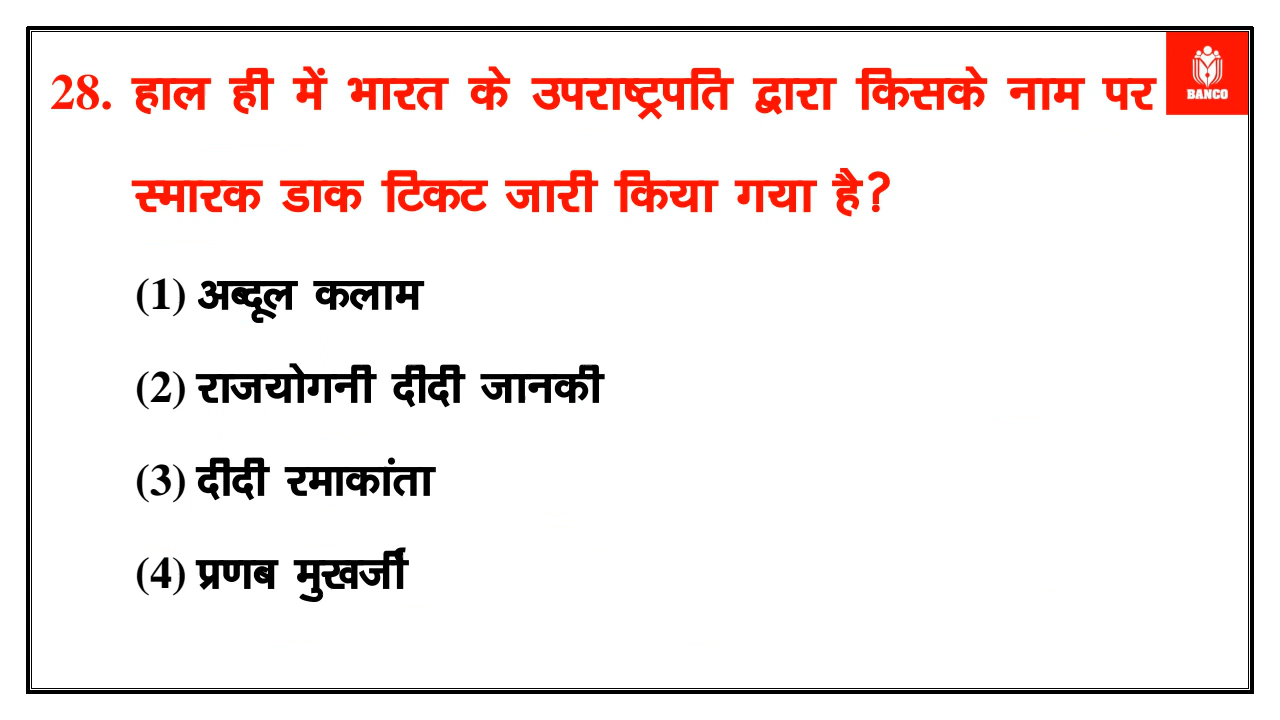 28. हाल ही में भारत के उपराष्ट्रपति द्वारा किसके नाम पर
BANCO
स्मारक डाक टिकट जारी किया गया है?
(1) अब्दूल कलाम
(2) राजयोगनी दीदी जानकी
(3) दीदी रमाकांता
(4) प्रणब मुखर्जी